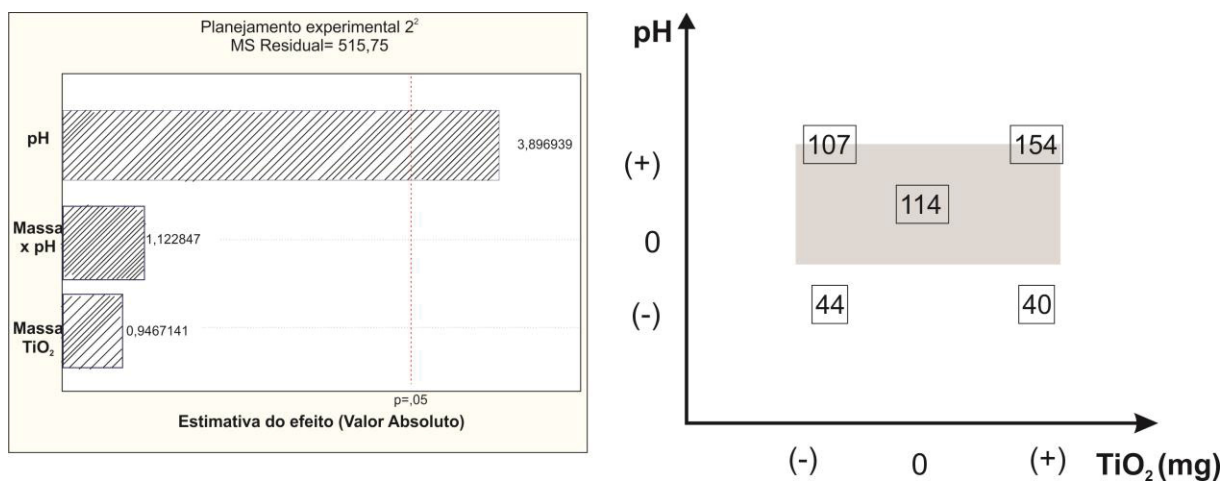 Planejamento experimental 2²
MS Residual= 515,75
pH
3,896939
Massa
x pH
1,122847
Massa
TiO₂
0,9467141
p=,05
Estimativa do efeito (Valor Absoluto)
pH
107
154
(+)
114
0
44
40
(-)
(-)
0
(+)
TiO₂ (mg)